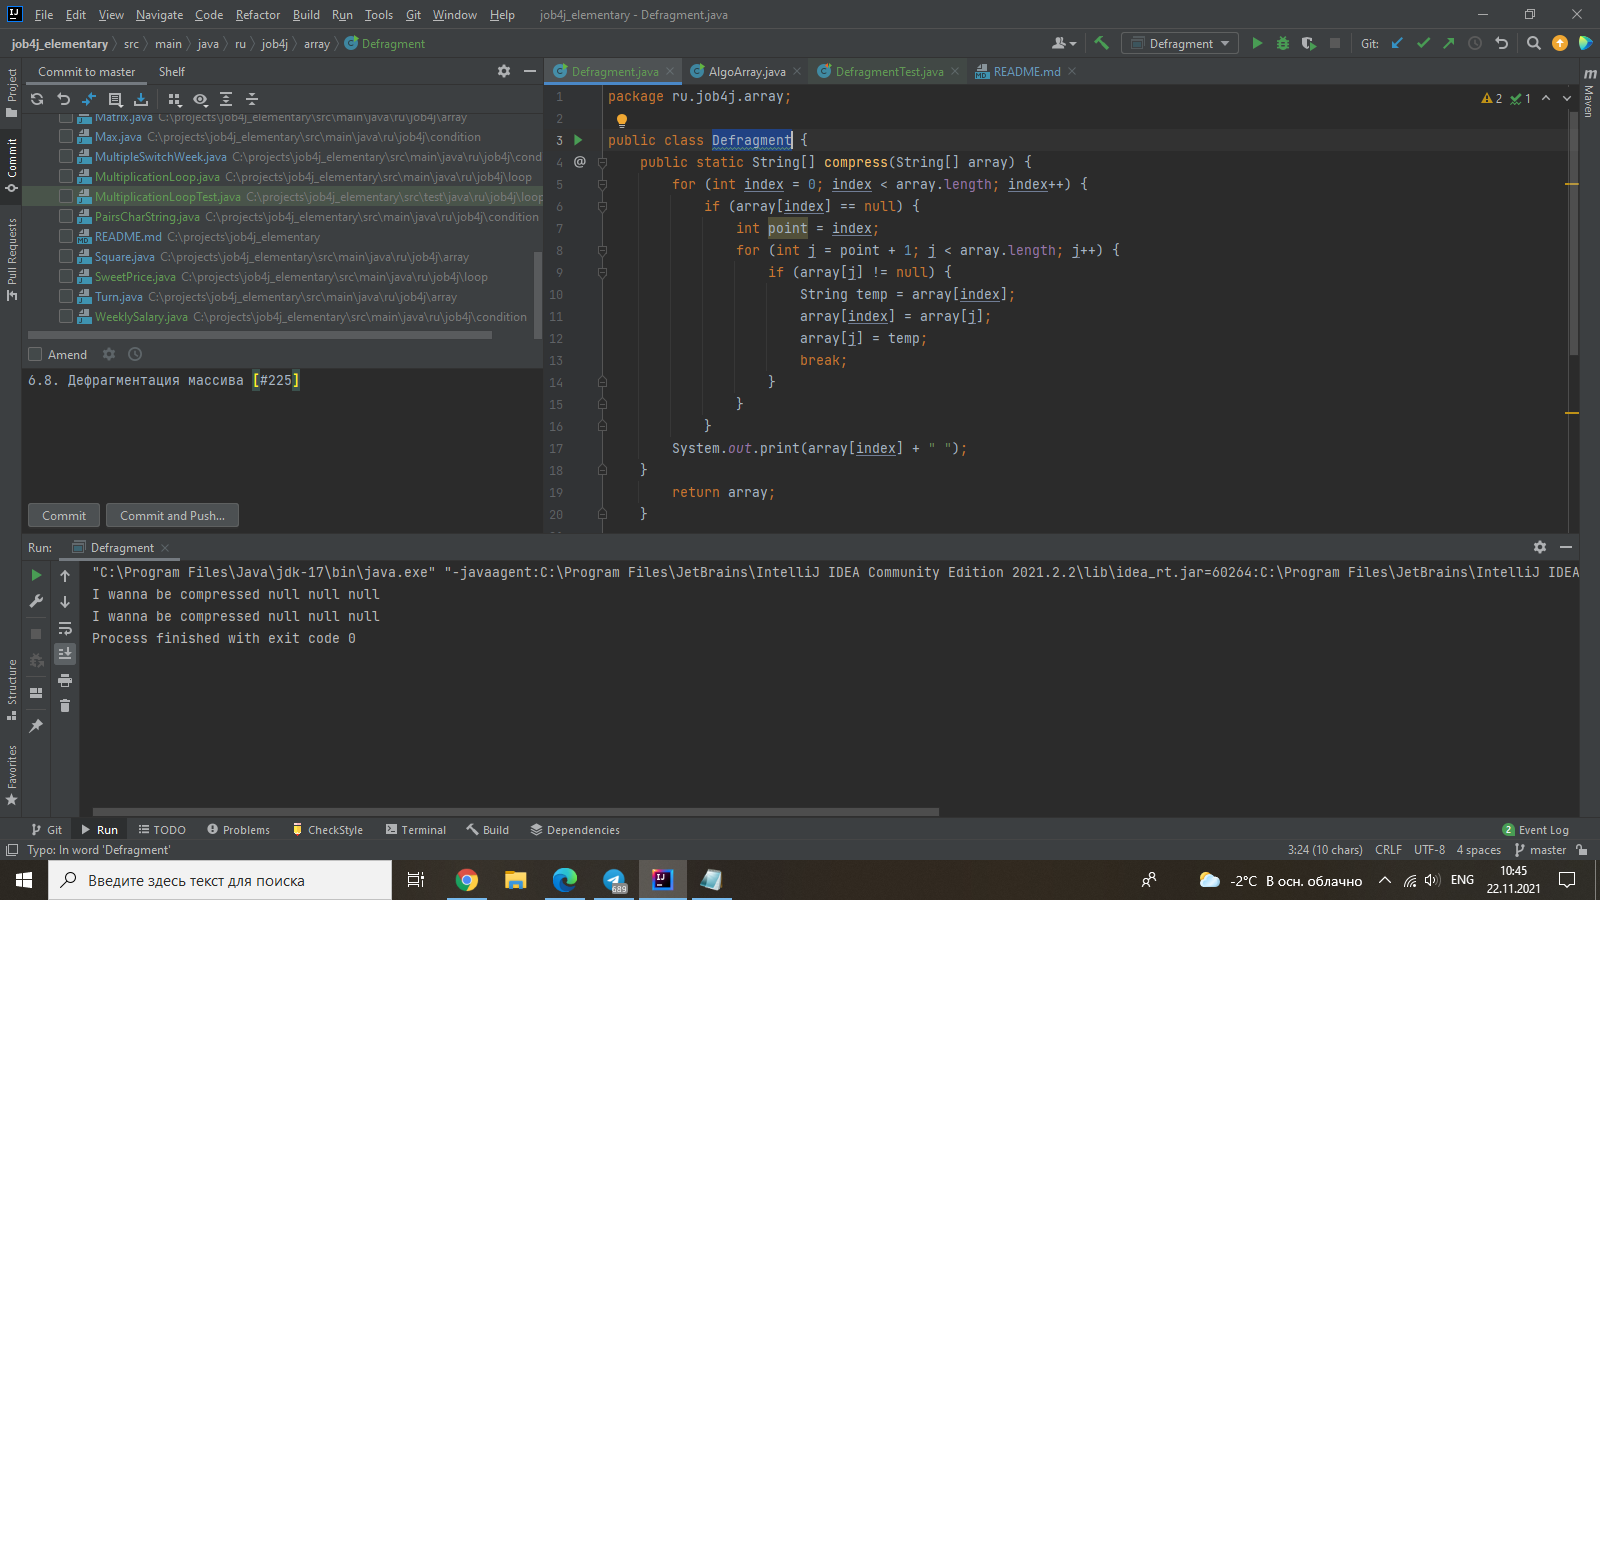 File Edit View Navigate Code Refactor Build Run Tools Git Window Help job4j_elementary - Defragment.java
job4j_elementary src main java ru job4j array Defragment
Defragment Git:
Project
Commit
Pull Requests
Structure
Favorites
Maven
Commit to master Shelf
Matrix.java C:\projects\job4j_elementary\src\main\java\ru\job4j\array
Max.java C:\projects\job4j_elementary\src\main\java\ru\job4j\condition
MultipleSwitchWeek.java C:\projects\job4j_elementary\src\main\java\ru\job4j\cond
MultiplicationLoop.java C:\projects\job4j_elementary\src\main\java\ru\job4j\loop
MultiplicationLoopTest.java C:\projects\job4j_elementary\src\test\java\ru\job4j\loop
PairsCharString.java C:\projects\job4j_elementary\src\main\java\ru\job4j\condition
README.md C:\projects\job4j_elementary
Square.java C:\projects\job4j_elementary\src\main\java\ru\job4j\array
SweetPrice.java C:\projects\job4j_elementary\src\main\java\ru\job4j\loop
Turn.java C:\projects\job4j_elementary\src\main\java\ru\job4j\array
WeeklySalary.java C:\projects\job4j_elementary\src\main\java\ru\job4j\condition
Amend
6.8. Дефрагментация массива [#225]
Commit Commit and Push...
Defragment.java AlgoArray.java DefragmentTest.java README.md
2 1
1 package ru.job4j.array;
2
3 public class Defragment {
4 @ public static String[] compress(String[] array) {
5 for (int index = 0; index < array.length; index++) {
6 if (array[index] == null) {
7 int point = index;
8 for (int j = point + 1; j < array.length; j++) {
9 if (array[j] != null) {
10 String temp = array[index];
11 array[index] = array[j];
12 array[j] = temp;
13 break;
14 }
15 }
16 }
17 System.out.print(array[index] + " ");
18 }
19 return array;
20 }
Run: Defragment
"C:\Program Files\Java\jdk-17\bin\java.exe" "-javaagent:C:\Program Files\JetBrains\IntelliJ IDEA Community Edition 2021.2.2\lib\idea_rt.jar=60264:C:\Program Files\JetBrains\IntelliJ IDEA
I wanna be compressed null null null
I wanna be compressed null null null
Process finished with exit code 0
Git Run TODO Problems CheckStyle Terminal Build Dependencies 2 Event Log
Typo: In word 'Defragment' 3:24 (10 chars) CRLF UTF-8 4 spaces master
Введите здесь текст для поиска 689 -2°C В осн. облачно ENG 10:45
22.11.2021